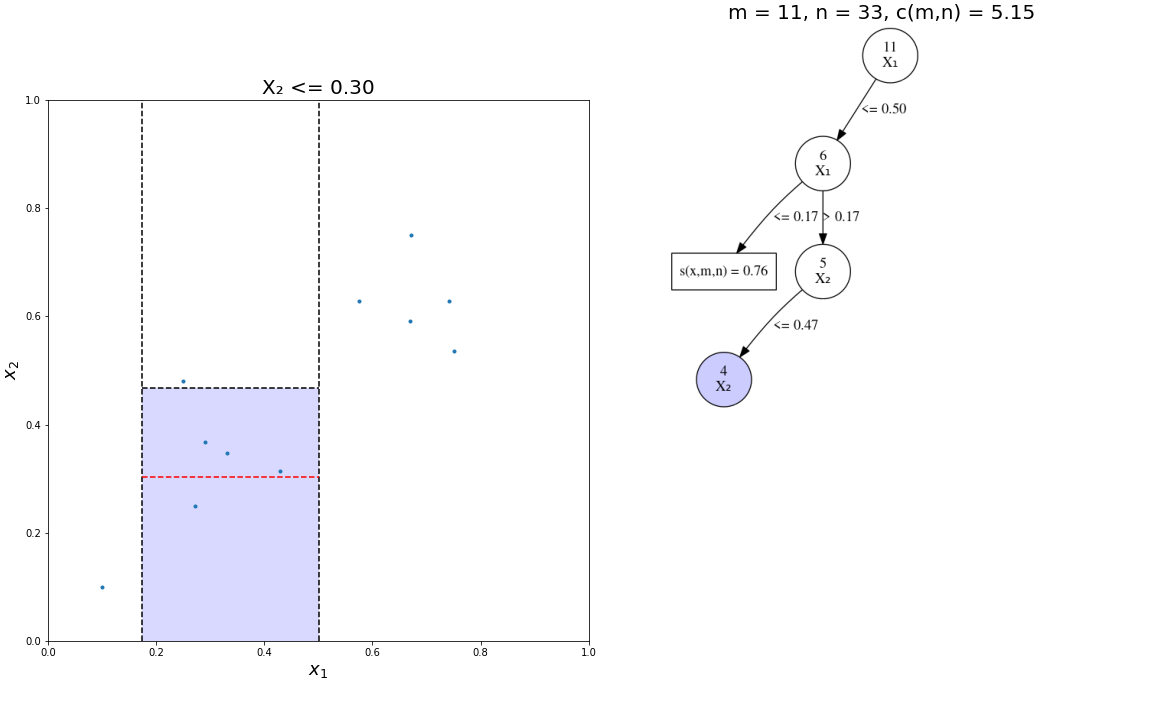 m = 11, n = 33, c(m,n) = 5.15
X₂ <= 0.30
1.0
0.8
0.6
0.4
0.2
0.0
x₂
0.0 0.2 0.4 0.6 0.8 1.0
x₁
11
X₁
<= 0.50
6
X₁
<= 0.17 > 0.17
s(x,m,n) = 0.76
5
X₂
<= 0.47
4
X₂